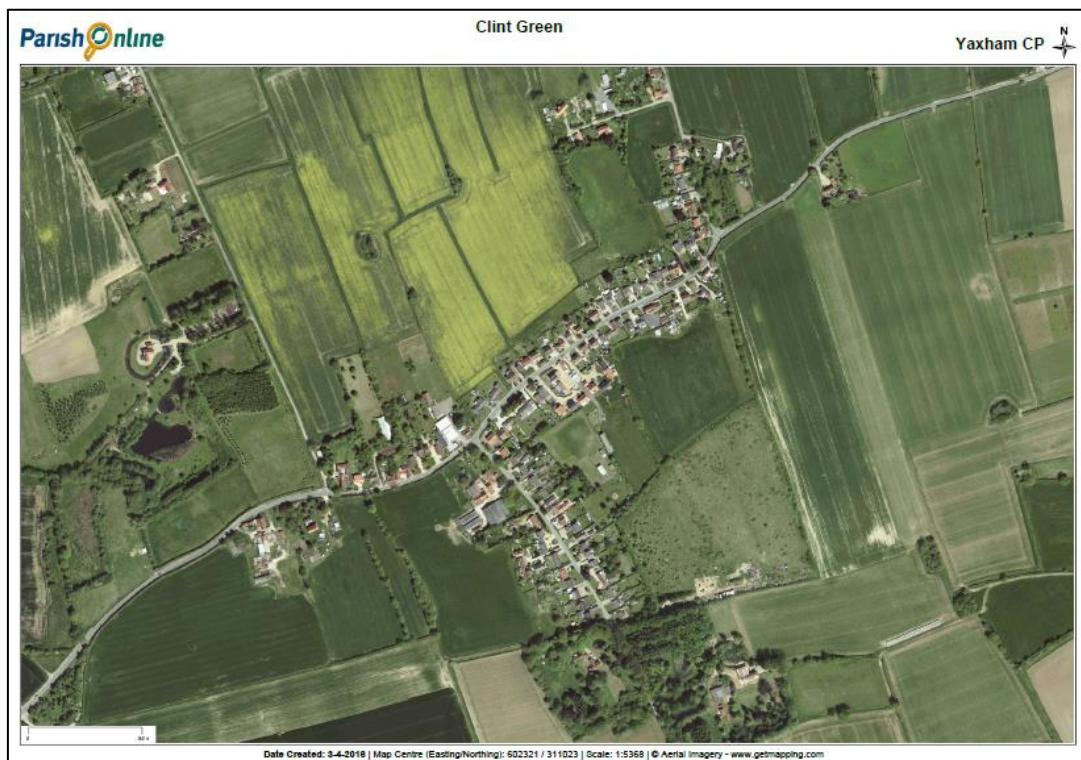 Parish Online
Clint Green
Yaxham CP
N
Date Created: 3-4-2016 | Map Centre (Easting/Northing): 602321 / 311023 | Scale: 1:5368 | © Aerial Imagery - www.getmapping.com